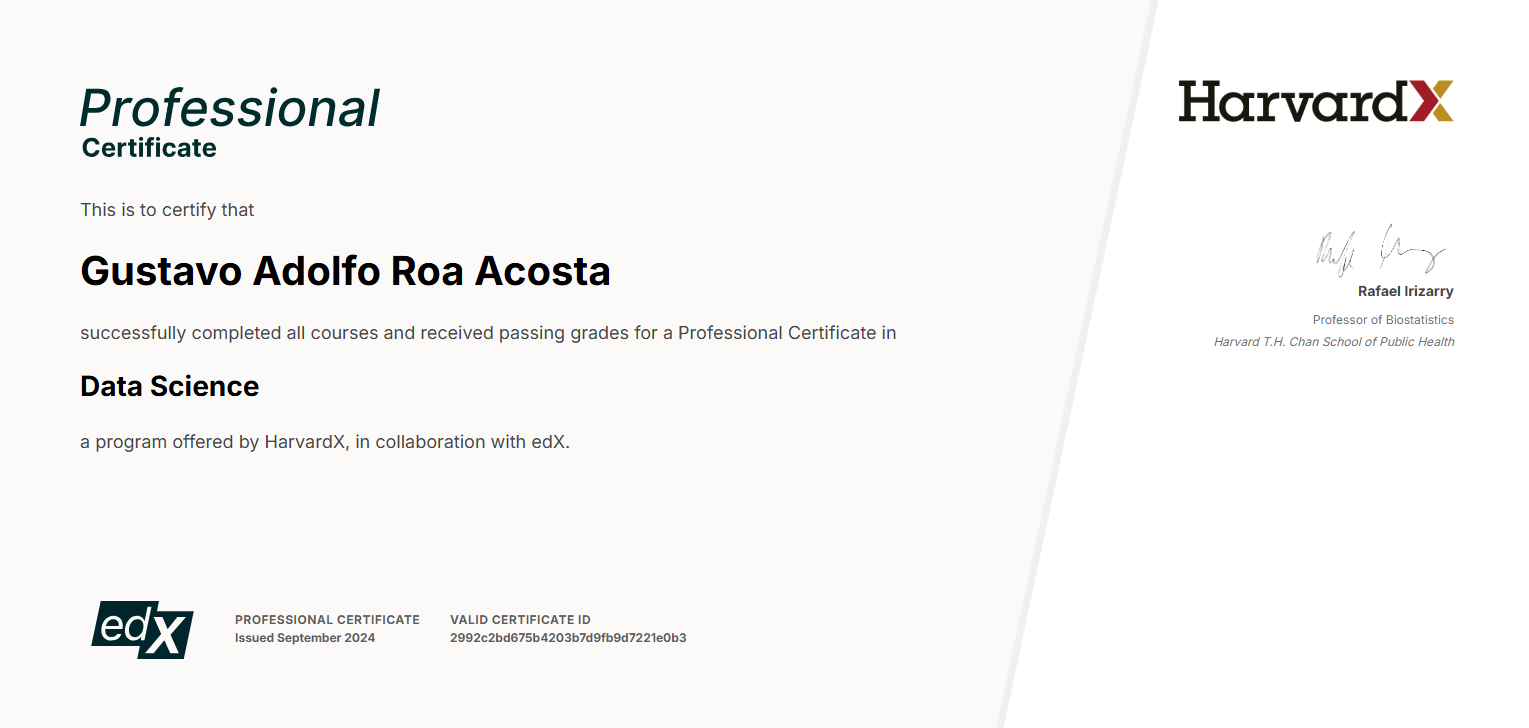 Professional
Certificate
This is to certify that
Gustavo Adolfo Roa Acosta
successfully completed all courses and received passing grades for a Professional Certificate in
Data Science
a program offered by HarvardX, in collaboration with edX.
edX
PROFESSIONAL CERTIFICATE
Issued September 2024
VALID CERTIFICATE ID
2992c2bd675b4203b7d9fb9d7221e0b3
HarvardX
Rafael Irizarry
Professor of Biostatistics
Harvard T.H. Chan School of Public Health